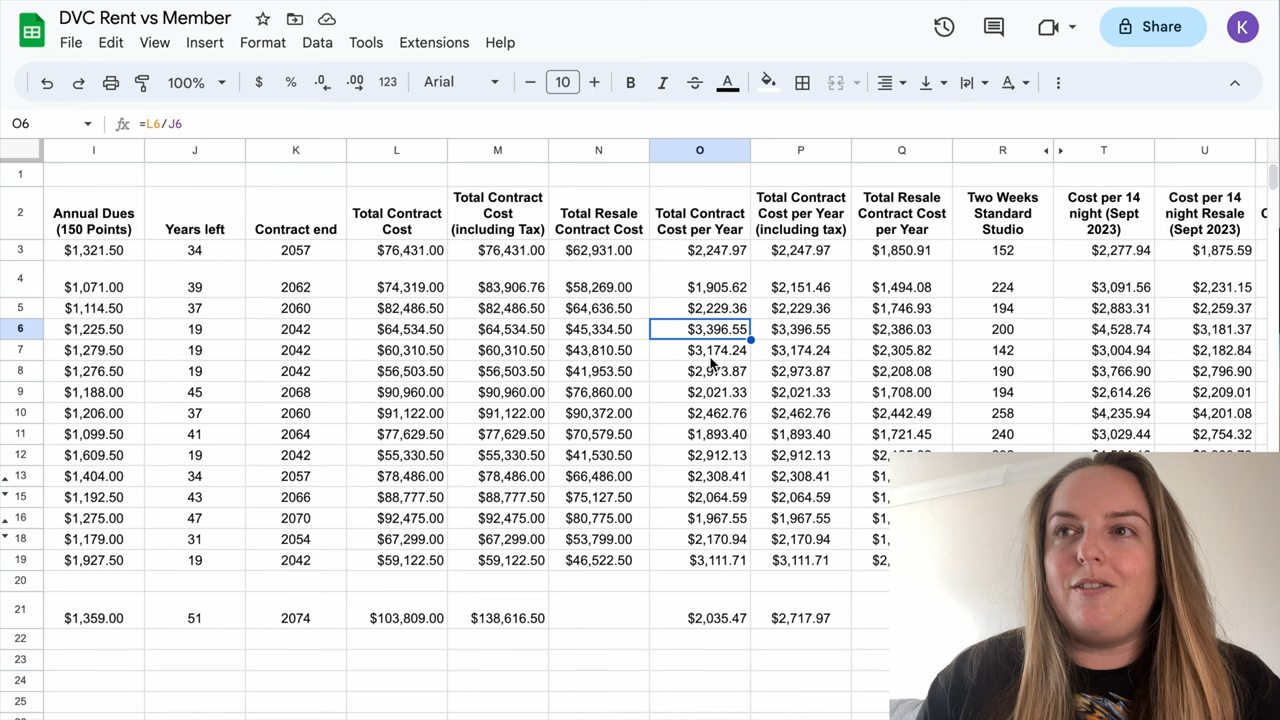 DVC Rent vs Member
File Edit View Insert Format Data Tools Extensions Help
Share
K
100% $ % .0 .00 123 Arial 10 B I S A
O6 fx =L6/J6
I J K L M N O P Q R T U
1
2 Annual Dues (150 Points) Years left Contract end Total Contract Cost Total Contract Cost (including Tax) Total Resale Contract Cost Total Contract Cost per Year Total Contract Cost per Year (including tax) Total Resale Contract Cost per Year Two Weeks Standard Studio Cost per 14 night (Sept 2023) Cost per 14 night Resale (Sept 2023)
3 $1,321.50 34 2057 $76,431.00 $76,431.00 $62,931.00 $2,247.97 $2,247.97 $1,850.91 152 $2,277.94 $1,875.59
4 $1,071.00 39 2062 $74,319.00 $83,906.76 $58,269.00 $1,905.62 $2,151.46 $1,494.08 224 $3,091.56 $2,231.15
5 $1,114.50 37 2060 $82,486.50 $82,486.50 $64,636.50 $2,229.36 $2,229.36 $1,746.93 194 $2,883.31 $2,259.37
6 $1,225.50 19 2042 $64,534.50 $64,534.50 $45,334.50 $3,396.55 $3,396.55 $2,386.03 200 $4,528.74 $3,181.37
7 $1,279.50 19 2042 $60,310.50 $60,310.50 $43,810.50 $3,174.24 $3,174.24 $2,305.82 142 $3,004.94 $2,182.84
8 $1,276.50 19 2042 $56,503.50 $56,503.50 $41,953.50 $2,973.87 $2,973.87 $2,208.08 190 $3,766.90 $2,796.90
9 $1,188.00 45 2068 $90,960.00 $90,960.00 $76,860.00 $2,021.33 $2,021.33 $1,708.00 194 $2,614.26 $2,209.01
10 $1,206.00 37 2060 $91,122.00 $91,122.00 $90,372.00 $2,462.76 $2,462.76 $2,442.49 258 $4,235.94 $4,201.08
11 $1,099.50 41 2064 $77,629.50 $77,629.50 $70,579.50 $1,893.40 $1,893.40 $1,721.45 240 $3,029.44 $2,754.32
12 $1,609.50 19 2042 $55,330.50 $55,330.50 $41,530.50 $2,912.13 $2,912.13
13 $1,404.00 34 2057 $78,486.00 $78,486.00 $66,486.00 $2,308.41 $2,308.41 $1,
15 $1,192.50 43 2066 $88,777.50 $88,777.50 $75,127.50 $2,064.59 $2,064.59 $1,
16 $1,275.00 47 2070 $92,475.00 $92,475.00 $80,775.00 $1,967.55 $1,967.55 $1,
18 $1,179.00 31 2054 $67,299.00 $67,299.00 $53,799.00 $2,170.94 $2,170.94 $1,
19 $1,927.50 19 2042 $59,122.50 $59,122.50 $46,522.50 $3,111.71 $3,111.71 $2,
20
21 $1,359.00 51 2074 $103,809.00 $138,616.50 $2,035.47 $2,717.97
22
23
24
25